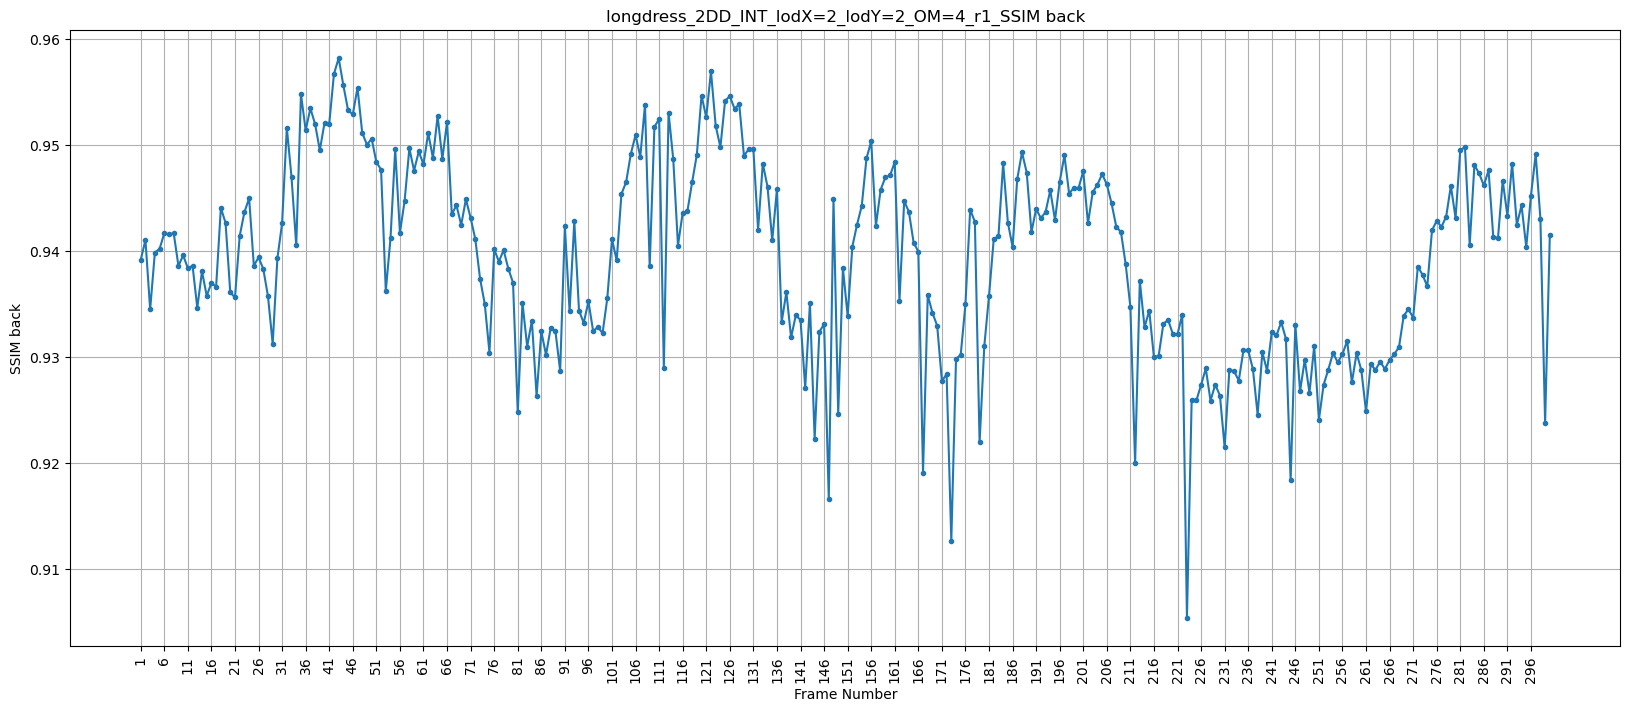 longdress_2DD_INT_lodX=2_lodY=2_OM=4_r1_SSIM back
SSIM back
0.96
0.95
0.94
0.93
0.92
0.91
1 6 11 16 21 26 31 36 41 46 51 56 61 66 71 76 81 86 91 96 101 106 111 116 121 126 131 136 141 146 151 156 161 166 171 176 181 186 191 196 201 206 211 216 221 226 231 236 241 246 251 256 261 266 271 276 281 286 291 296
Frame Number